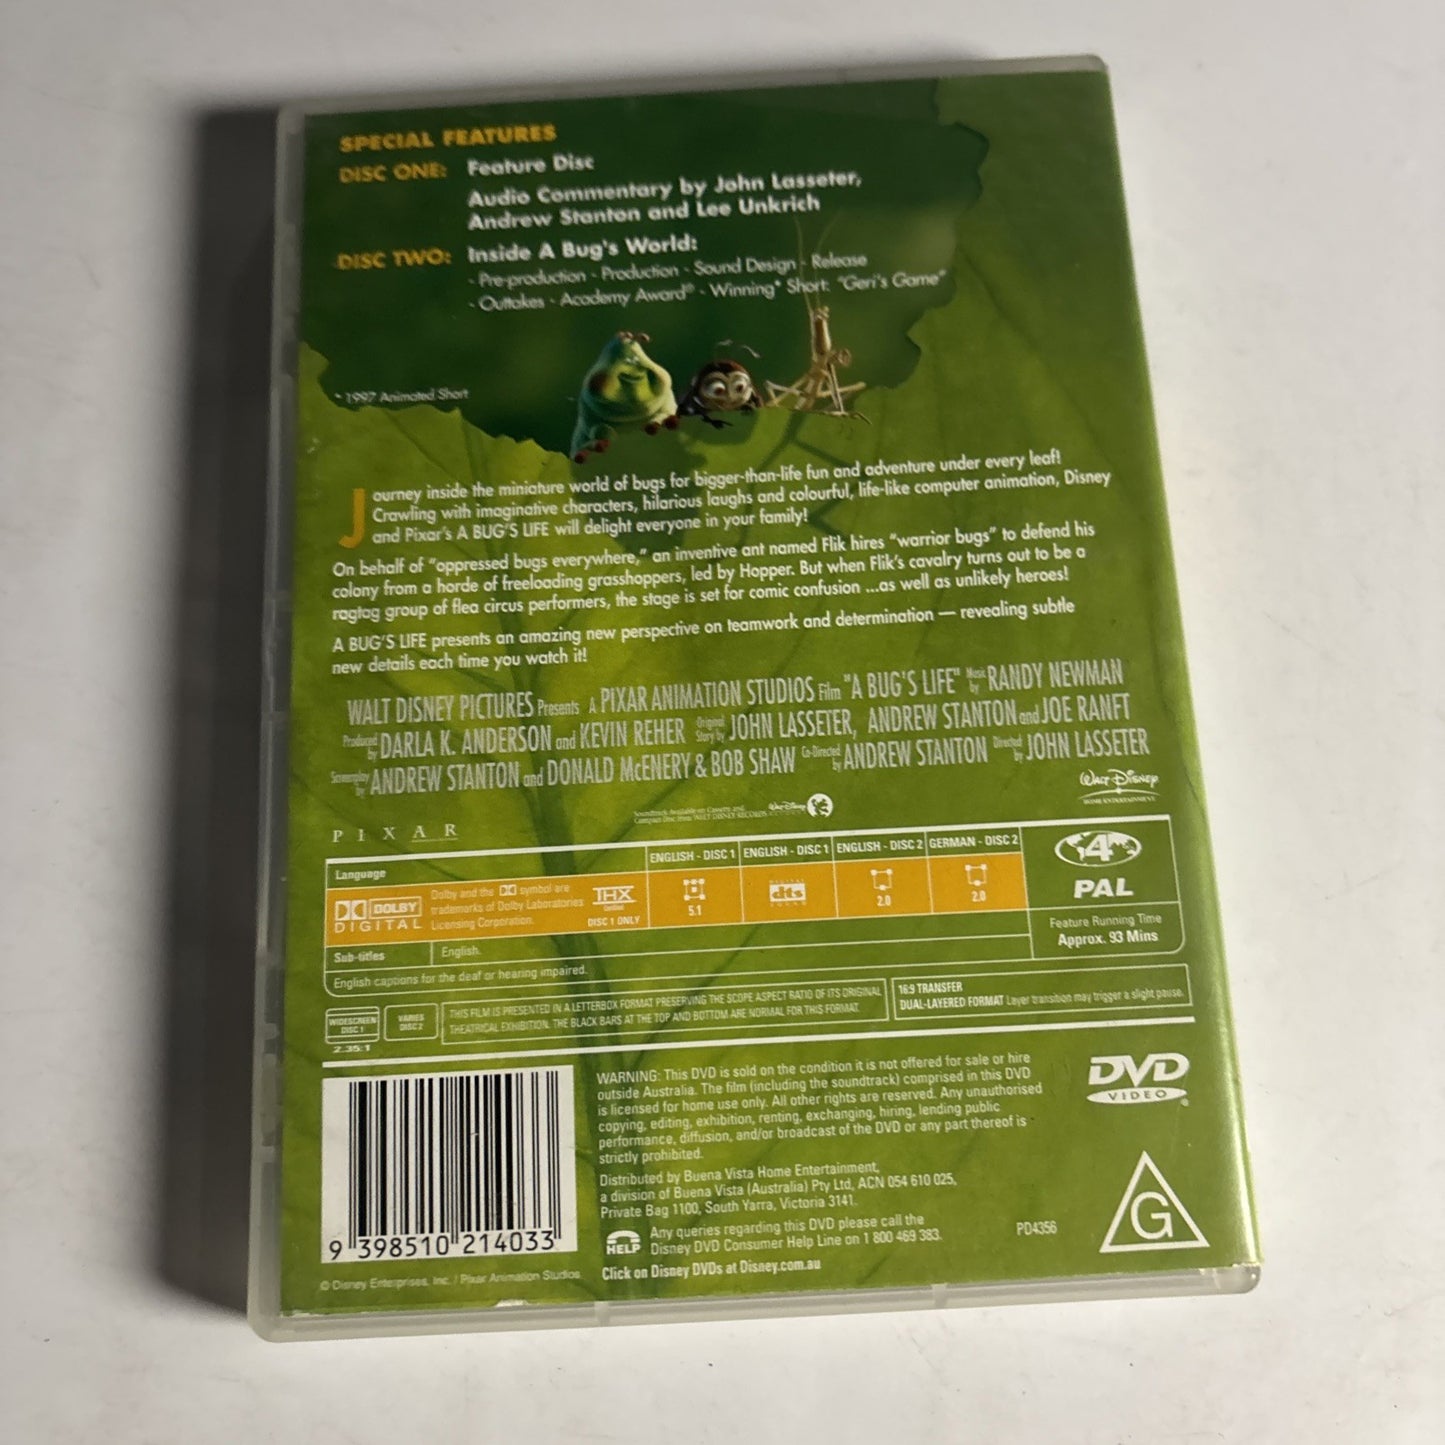 SPECIAL FEATURES
DISC ONE: Feature Disc
Audio Commentary by John Lasseter,
Andrew Stanton and Lee Unkrich
DISC TWO: Inside A Bug's World:
- Pre-production - Production - Sound Design - Release
- Outtakes - Academy Award® - Winning* Short: "Geri's Game"
* 1997 Animated Short
Journey inside the miniature world of bugs for bigger-than-life fun and adventure under every leaf!
Crawling with imaginative characters, hilarious laughs and colourful, life-like computer animation, Disney
and Pixar's A BUG'S LIFE will delight everyone in your family!
On behalf of "oppressed bugs everywhere," an inventive ant named Flik hires "warrior bugs" to defend his
colony from a horde of freeloading grasshoppers, led by Hopper. But when Flik's cavalry turns out to be a
ragtag group of flea circus performers, the stage is set for comic confusion ...as well as unlikely heroes!
A BUG'S LIFE presents an amazing new perspective on teamwork and determination — revealing subtle
new details each time you watch it!
WALT DISNEY PICTURES Presents A PIXAR ANIMATION STUDIOS Film "A BUG'S LIFE" Music by RANDY NEWMAN
Produced by DARLA K. ANDERSON and KEVIN REHER Original Story by JOHN LASSETER, ANDREW STANTON and JOE RANFT
Screenplay by ANDREW STANTON and DONALD McENERY & BOB SHAW Co-Directed by ANDREW STANTON Directed by JOHN LASSETER
WALT DISNEY
HOME ENTERTAINMENT
Soundtrack Available on Cassette and
Compact Disc from WALT DISNEY RECORDS
Walt Disney
RECORDS
PIXAR
Language
ENGLISH - DISC 1
ENGLISH - DISC 1
ENGLISH - DISC 2
GERMAN - DISC 2
DOLBY
DIGITAL
Dolby and the DD symbol are
trademarks of Dolby Laboratories
Licensing Corporation.
THX
DISC 1 ONLY
5.1
DIGITAL
dts
2.0
2.0
4
PAL
Feature Running Time
Approx. 93 Mins
Sub-titles
English.
English captions for the deaf or hearing impaired.
WIDESCREEN
DISC 1
2.35:1
VARIES
DISC 2
THIS FILM IS PRESENTED IN A LETTERBOX FORMAT PRESERVING THE SCOPE ASPECT RATIO OF ITS ORIGINAL
THEATRICAL EXHIBITION. THE BLACK BARS AT THE TOP AND BOTTOM ARE NORMAL FOR THIS FORMAT.
16:9 TRANSFER
DUAL-LAYERED FORMAT Layer transition may trigger a slight pause.
WARNING: This DVD is sold on the condition it is not offered for sale or hire
outside Australia. The film (including the soundtrack) comprised in this DVD
is licensed for home use only. All other rights are reserved. Any unauthorised
copying, editing, exhibition, renting, exchanging, hiring, lending public
performance, diffusion, and/or broadcast of the DVD or any part thereof is
strictly prohibited.
DVD
VIDEO
Distributed by Buena Vista Home Entertainment,
a division of Buena Vista (Australia) Pty Ltd, ACN 054 610 025,
Private Bag 1100, South Yarra, Victoria 3141.
HELP
Any queries regarding this DVD please call the
Disney DVD Consumer Help Line on 1 800 469 383.
Click on Disney DVDs at Disney.com.au
PD4356
G
9 398510 214033
© Disney Enterprises, Inc. / Pixar Animation Studios